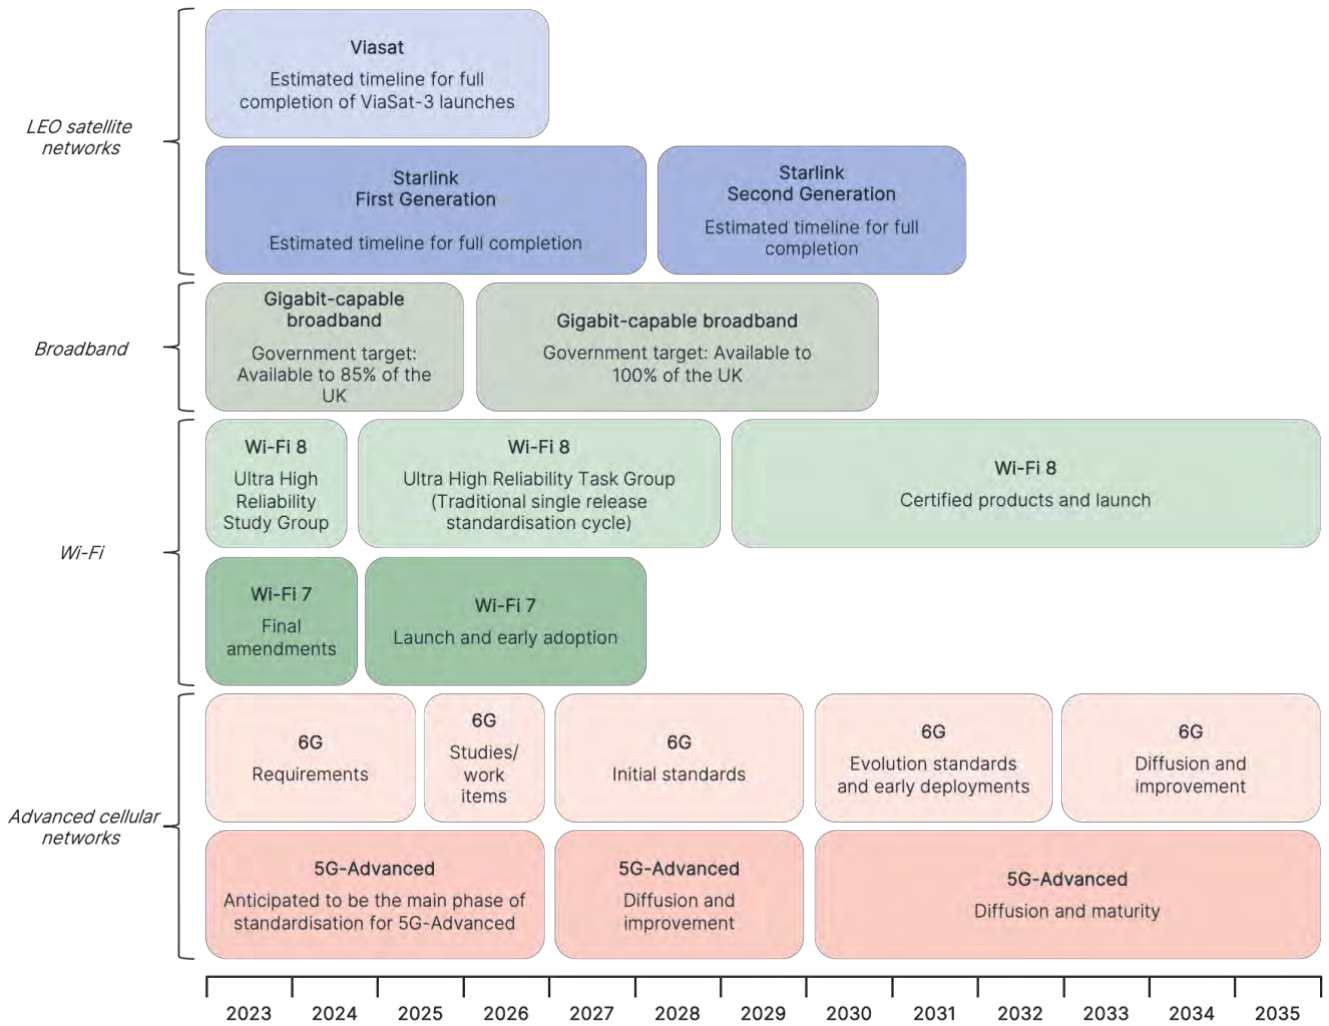 LEO satellite
networks
Viasat
Estimated timeline for full
completion of ViaSat-3 launches
Starlink
First Generation
Estimated timeline for full completion
Starlink
Second Generation
Estimated timeline for full
completion
Broadband
Gigabit-capable
broadband
Government target:
Available to 85% of the
UK
Gigabit-capable broadband
Government target: Available to
100% of the UK
Wi-Fi
Wi-Fi 8
Ultra High
Reliability
Study Group
Wi-Fi 8
Ultra High Reliability Task Group
(Traditional single release
standardisation cycle)
Wi-Fi 8
Certified products and launch
Wi-Fi 7
Final
amendments
Wi-Fi 7
Launch and early adoption
Advanced cellular
networks
6G
Requirements
6G
Studies/
work
items
6G
Initial standards
6G
Evolution standards
and early deployments
6G
Diffusion and
improvement
5G-Advanced
Anticipated to be the main phase of
standardisation for 5G-Advanced
5G-Advanced
Diffusion and
improvement
5G-Advanced
Diffusion and maturity
2023 2024 2025 2026 2027 2028 2029 2030 2031 2032 2033 2034 2035